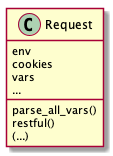 C Request
env
cookies
vars
...
parse_all_vars()
restful()
(...)